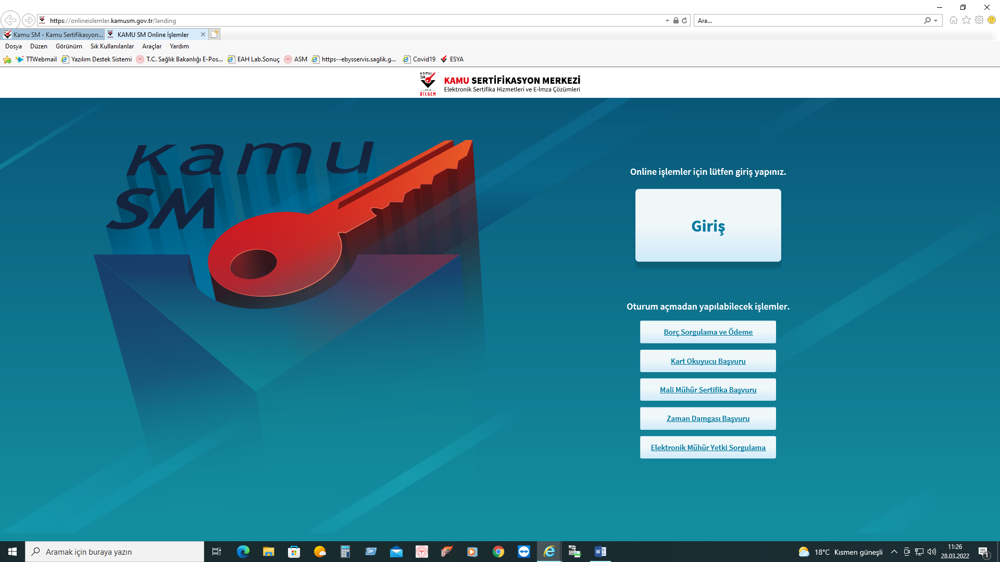 https://onlineislemler.kamusm.gov.tr/landing
Ara...
Kamu SM - Kamu Sertifikasyon...
KAMU SM Online İşlemler
Dosya Düzen Görünüm Sık Kullanılanlar Araçlar Yardım
TTWebmail Yazılım Destek Sistemi T.C. Sağlık Bakanlığı E-Pos... EAH Lab.Sonuç ASM https--ebysservis.saglik.g... Covid19 ESYA
Kamu
SM
BİLGEM
KAMU SERTİFİKASYON MERKEZİ
Elektronik Sertifika Hizmetleri ve E-İmza Çözümleri
kamu
SM
Online işlemler için lütfen giriş yapınız.
Giriş
Oturum açmadan yapılabilecek işlemler.
Borç Sorgulama ve Ödeme
Kart Okuyucu Başvuru
Mali Mühür Sertifika Başvuru
Zaman Damgası Başvuru
Elektronik Mühür Yetki Sorgulama
Aramak için buraya yazın
18°C Kısmen güneşli
11:26
28.03.2022
1